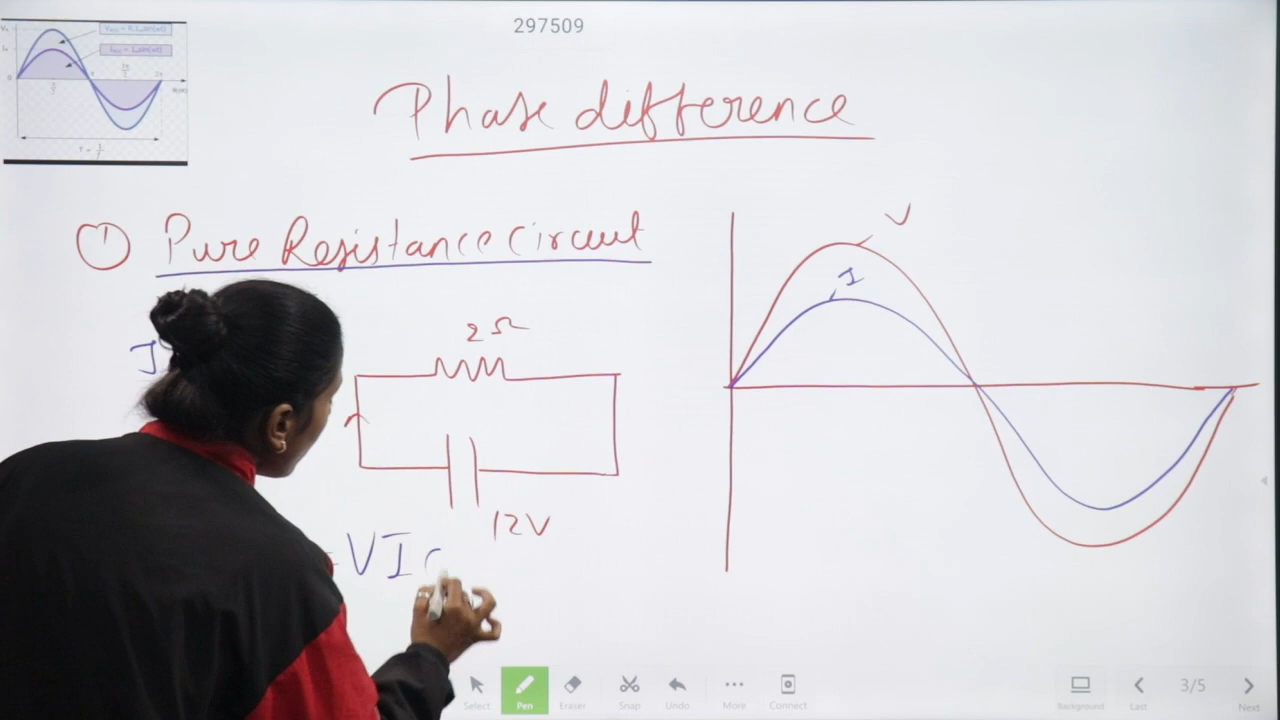 297509
Phase difference
① Pure Resistance Circuit
V
I
I
2Ω
12V
= VI
Select
Pen
Eraser
Snap
Undo
More
Connect
Background
Last
3/5
Next